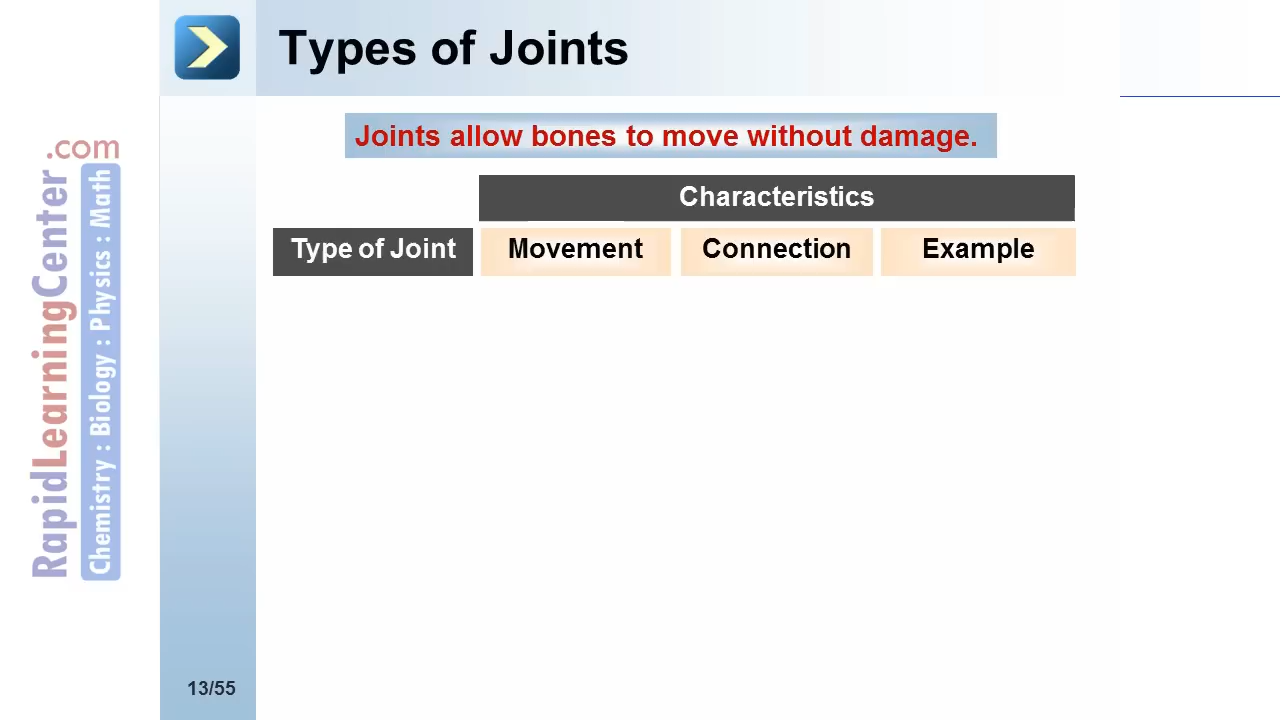 Types of Joints
Joints allow bones to move without damage.
Characteristics
Type of Joint Movement Connection Example
RapidLearningCenter.com
Chemistry : Biology : Physics : Math
13/55